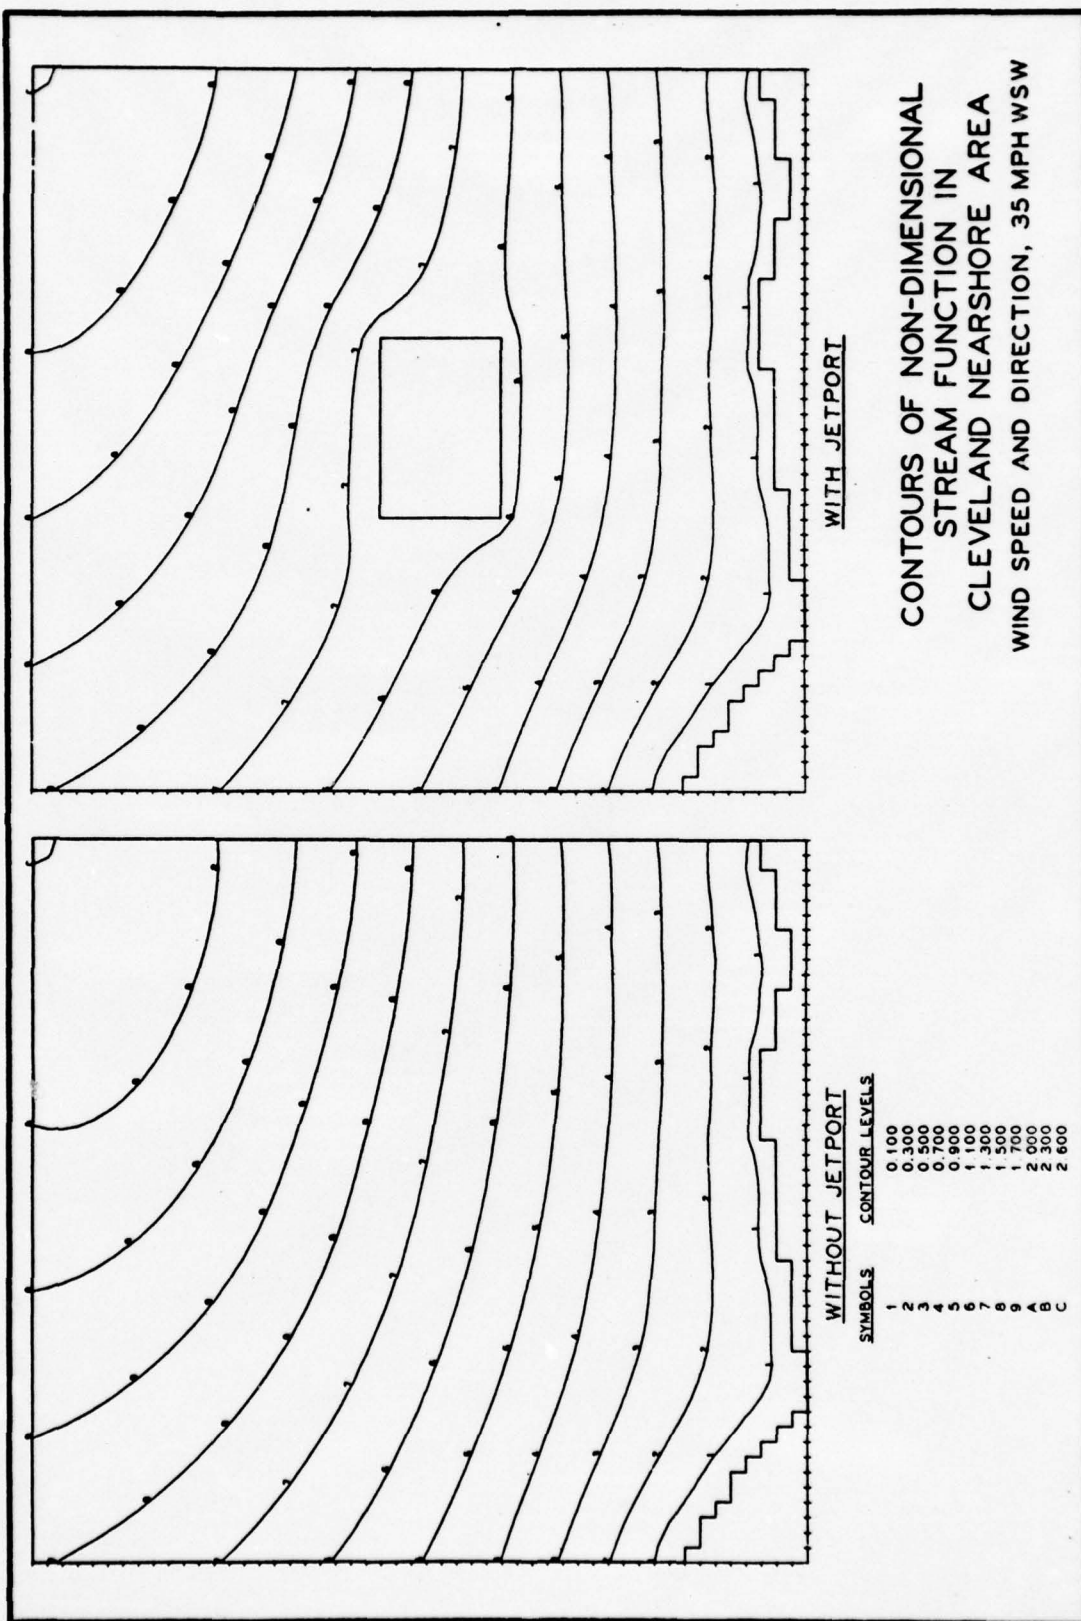 WITHOUT JETPORT
WITH JETPORT
SYMBOLS CONTOUR LEVELS
1 0.100
2 0.300
3 0.500
4 0.700
5 0.900
6 1.100
7 1.300
8 1.500
9 1.700
A 2.000
B 2.300
C 2.600
CONTOURS OF NON-DIMENSIONAL
STREAM FUNCTION IN
CLEVELAND NEARSHORE AREA
WIND SPEED AND DIRECTION, 35 MPH WSW